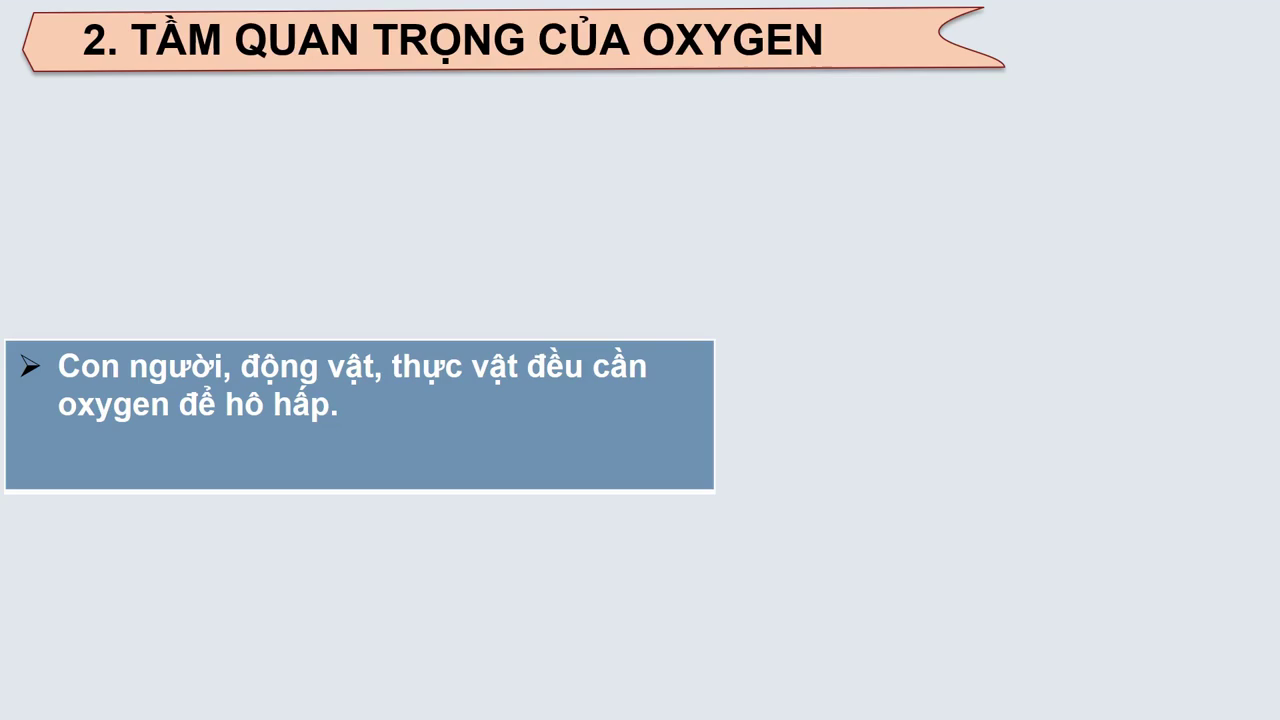 2. TẦM QUAN TRỌNG CỦA OXYGEN
➢ Con người, động vật, thực vật đều cần
oxygen để hô hấp.